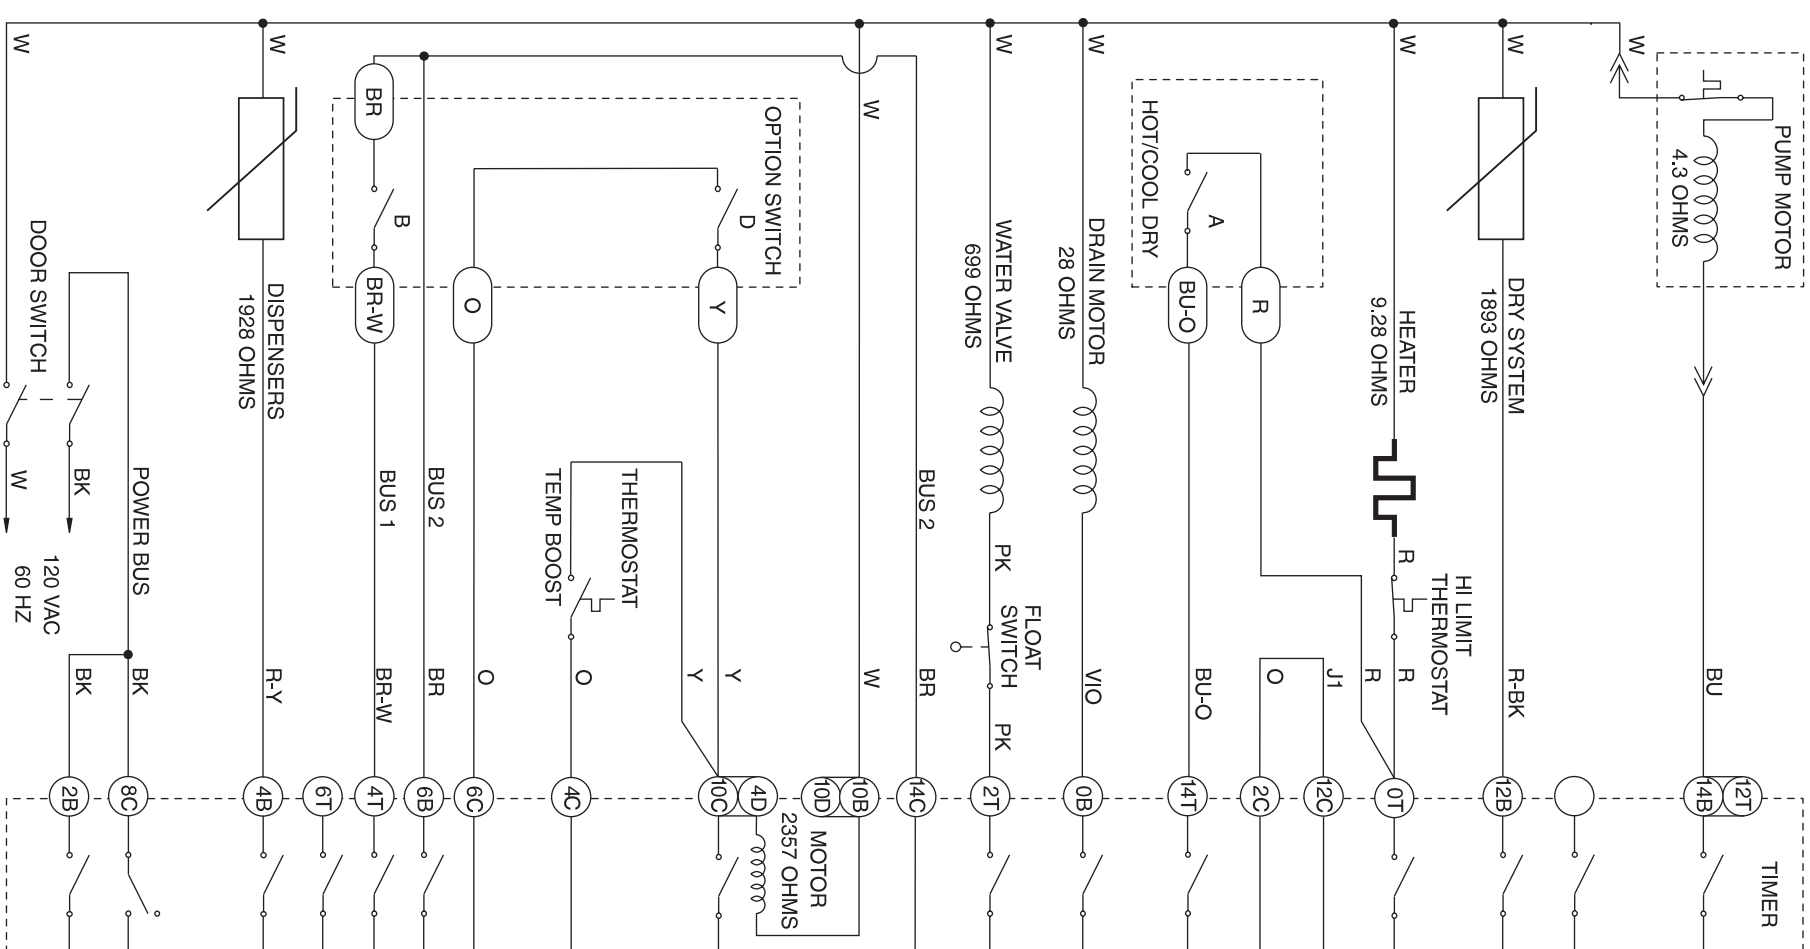 W
DOOR SWITCH
W
BK
120 VAC
60 HZ
POWER BUS
BK
BK
2B
8C
W
DISPENSERS
1928 OHMS
R-Y
4B
6T
BR
OPTION SWITCH
B
D
BR-W
O
Y
BUS 1
BUS 2
BR-W
BR
O
4T
6B
6C
THERMOSTAT
TEMP BOOST
O
Y
Y
4C
10C
4D
MOTOR
2357 OHMS
W
W
10D
10B
BUS 2
BR
14C
W
WATER VALVE
699 OHMS
PK
FLOAT
SWITCH
PK
2T
W
DRAIN MOTOR
28 OHMS
VIO
0B
HOT/COOL DRY
A
BU-O
R
BU-O
14T
O
J1
2C
12C
R
W
HEATER
9.28 OHMS
R
HI LIMIT
THERMOSTAT
R
0T
W
DRY SYSTEM
1893 OHMS
R-BK
12B
W
PUMP MOTOR
4.3 OHMS
BU
14B
12T
TIMER